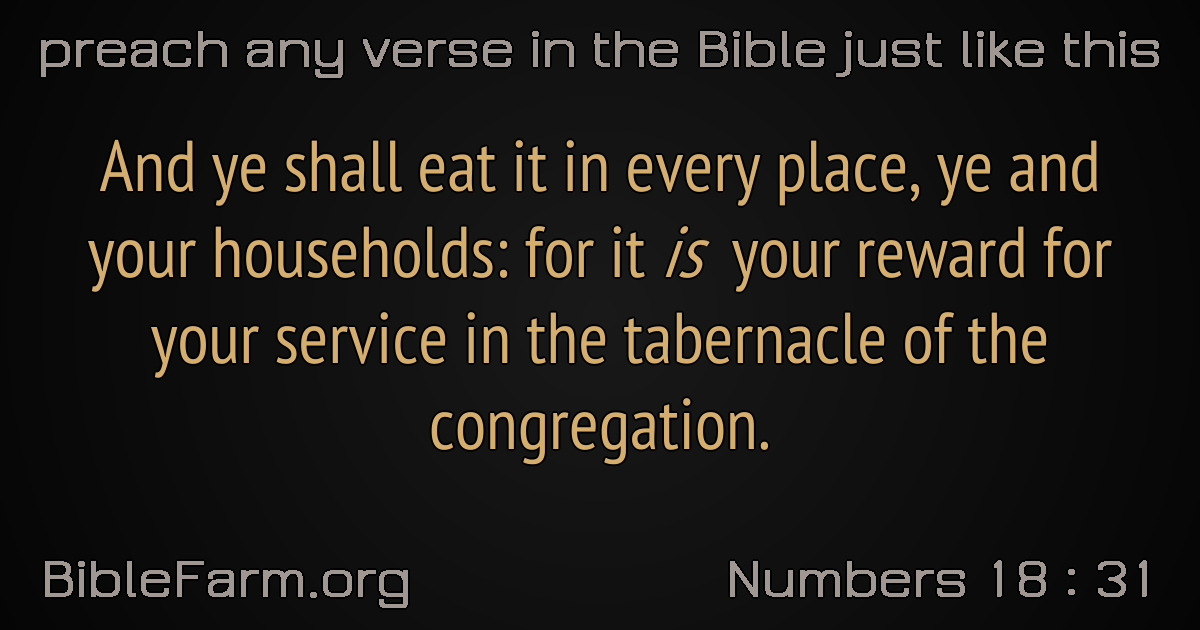 preach any verse in the Bible just like this
And ye shall eat it in every place, ye and
your households: for it is your reward for
your service in the tabernacle of the
congregation.
BibleFarm.org
Numbers 18 : 31